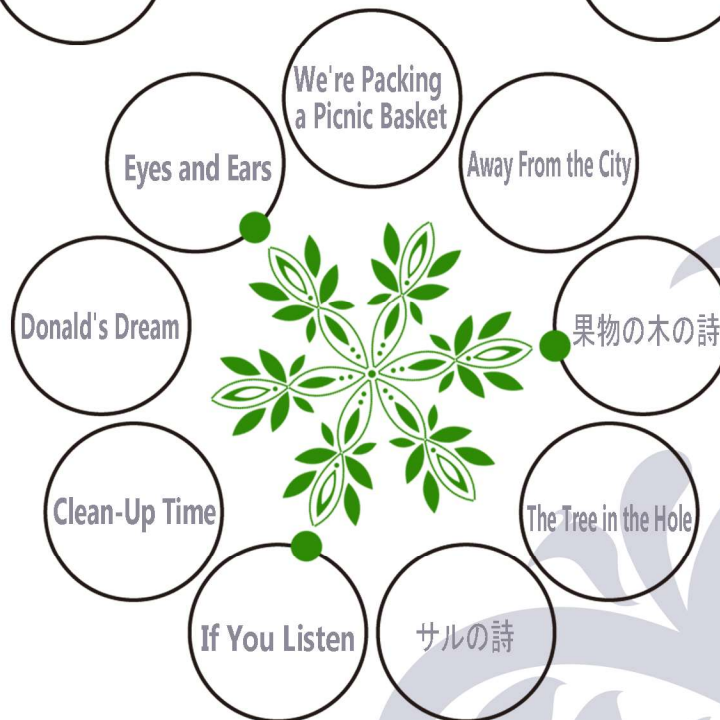 We're Packing
a Picnic Basket
Eyes and Ears
Away From the City
Donald's Dream
果物の木の詩
Clean-Up Time
The Tree in the Hole
If You Listen
サルの詩